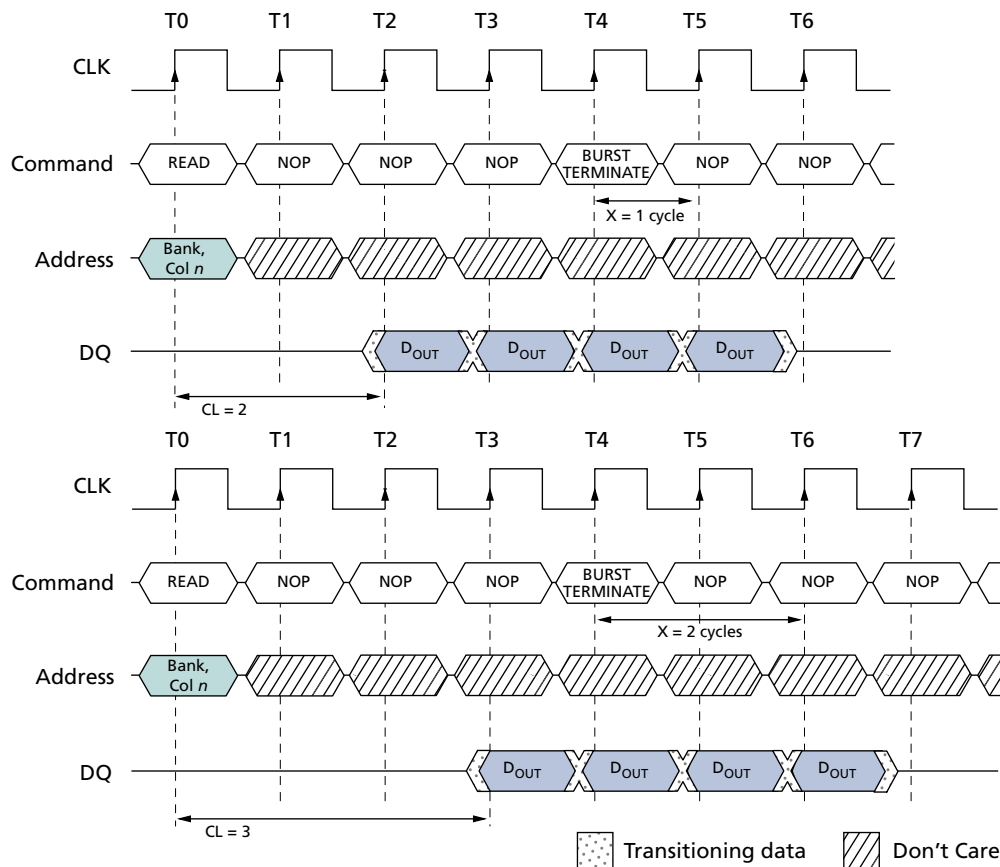 T0 T1 T2 T3 T4 T5 T6
CLK
Command READ NOP NOP NOP BURST TERMINATE NOP NOP
X = 1 cycle
Address Bank, Col n
DQ DOUT DOUT DOUT DOUT
CL = 2
T0 T1 T2 T3 T4 T5 T6 T7
CLK
Command READ NOP NOP NOP BURST TERMINATE NOP NOP NOP
X = 2 cycles
Address Bank, Col n
DQ DOUT DOUT DOUT DOUT
CL = 3
Transitioning data Don't Care